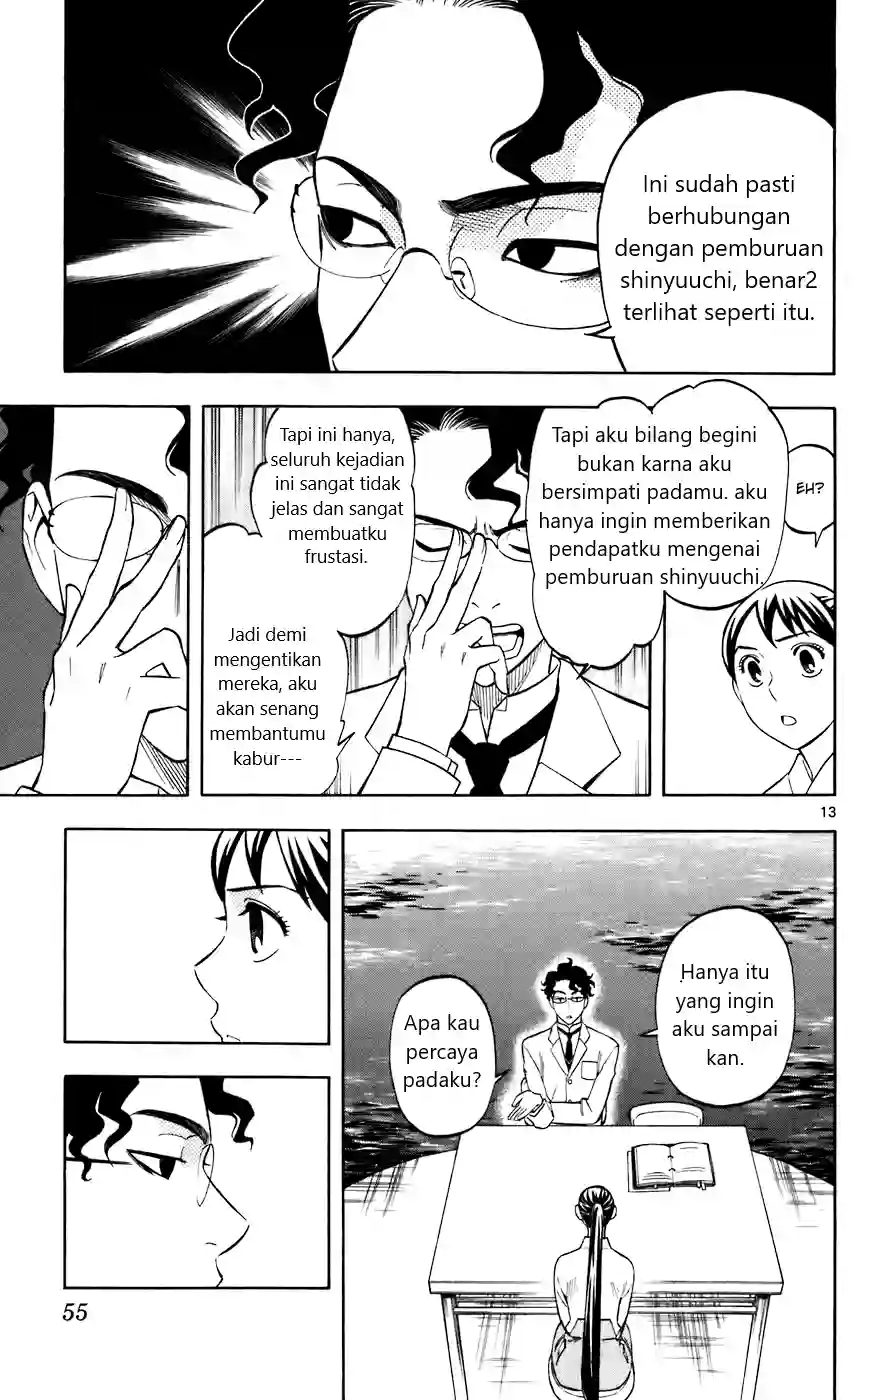 Ini sudah pasti
berhubungan
dengan pemburuan
shinyuuchi, benar2
terlihat seperti itu.
EH?
Tapi aku bilang begini
bukan karna aku
bersimpati padamu. aku
hanya ingin memberikan
pendapatku mengenai
pemburuan shinyuuchi.
Tapi ini hanya,
seluruh kejadian
ini sangat tidak
jelas dan sangat
membuatku
frustasi.
Jadi demi
mengentikan
mereka, aku
akan senang
membantumu
kabur---
13
Hanya itu
yang ingin
aku sampai
kan.
Apa kau
percaya
padaku?
55